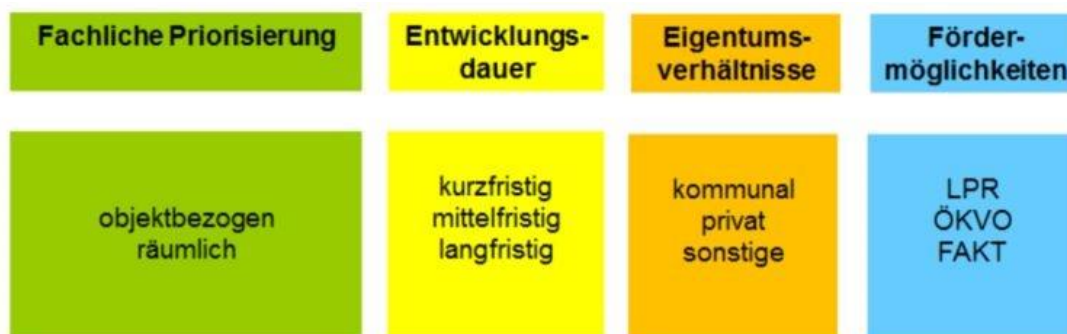 Fachliche Priorisierung
Entwicklungs-
dauer
Eigentums-
verhältnisse
Förder-
möglichkeiten
objektbezogen
räumlich
kurzfristig
mittelfristig
langfristig
kommunal
privat
sonstige
LPR
ÖKVO
FAKT